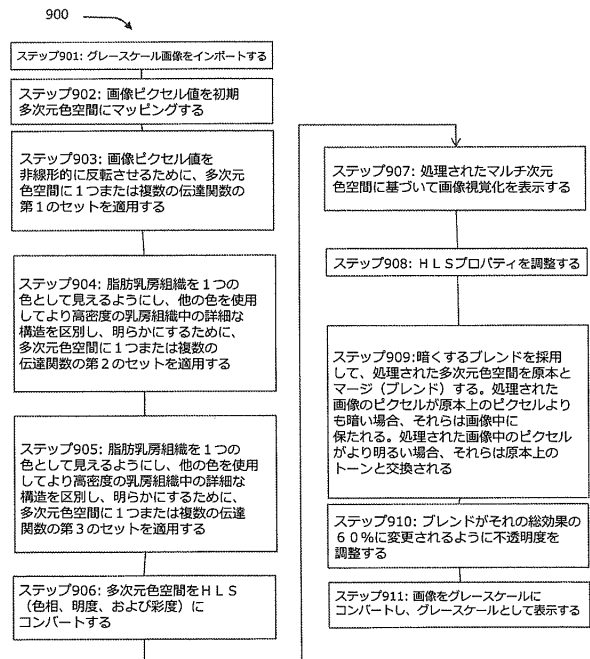 900
ステップ901: グレースケール画像をインポートする
ステップ902: 画像ピクセル値を初期
多次元色空間にマッピングする
ステップ903: 画像ピクセル値を
非線形的に反転させるために、多次元
色空間に1つまたは複数の伝達関数の
第1のセットを適用する
ステップ904: 脂肪乳房組織を1つの
色として見えるようにし、他の色を使用
してより高密度の乳房組織中の詳細な
構造を区別し、明らかにするために、
多次元色空間に1つまたは複数の
伝達関数の第2のセットを適用する
ステップ905: 脂肪乳房組織を1つの
色として見えるようにし、他の色を使用
してより高密度の乳房組織中の詳細な
構造を区別し、明らかにするために、
多次元色空間に1つまたは複数の伝達
関数の第3のセットを適用する
ステップ906: 多次元色空間をHLS
(色相、明度、および彩度)に
コンバートする
ステップ907: 処理されたマルチ次元
色空間に基づいて画像視覚化を表示する
ステップ908: HLSプロパティを調整する
ステップ909:暗くするブレンドを採用
して、処理された多次元色空間を原本と
マージ(ブレンド)する。処理された
画像のピクセルが原本上のピクセルより
も暗い場合、それらは画像中に
保たれる。処理された画像中のピクセル
がより明るい場合、それらは原本上の
トーンと交換される
ステップ910: ブレンドがそれの総効果の
60%に変更されるように不透明度を
調整する
ステップ911: 画像をグレースケールに
コンバートし、グレースケールとして表示する